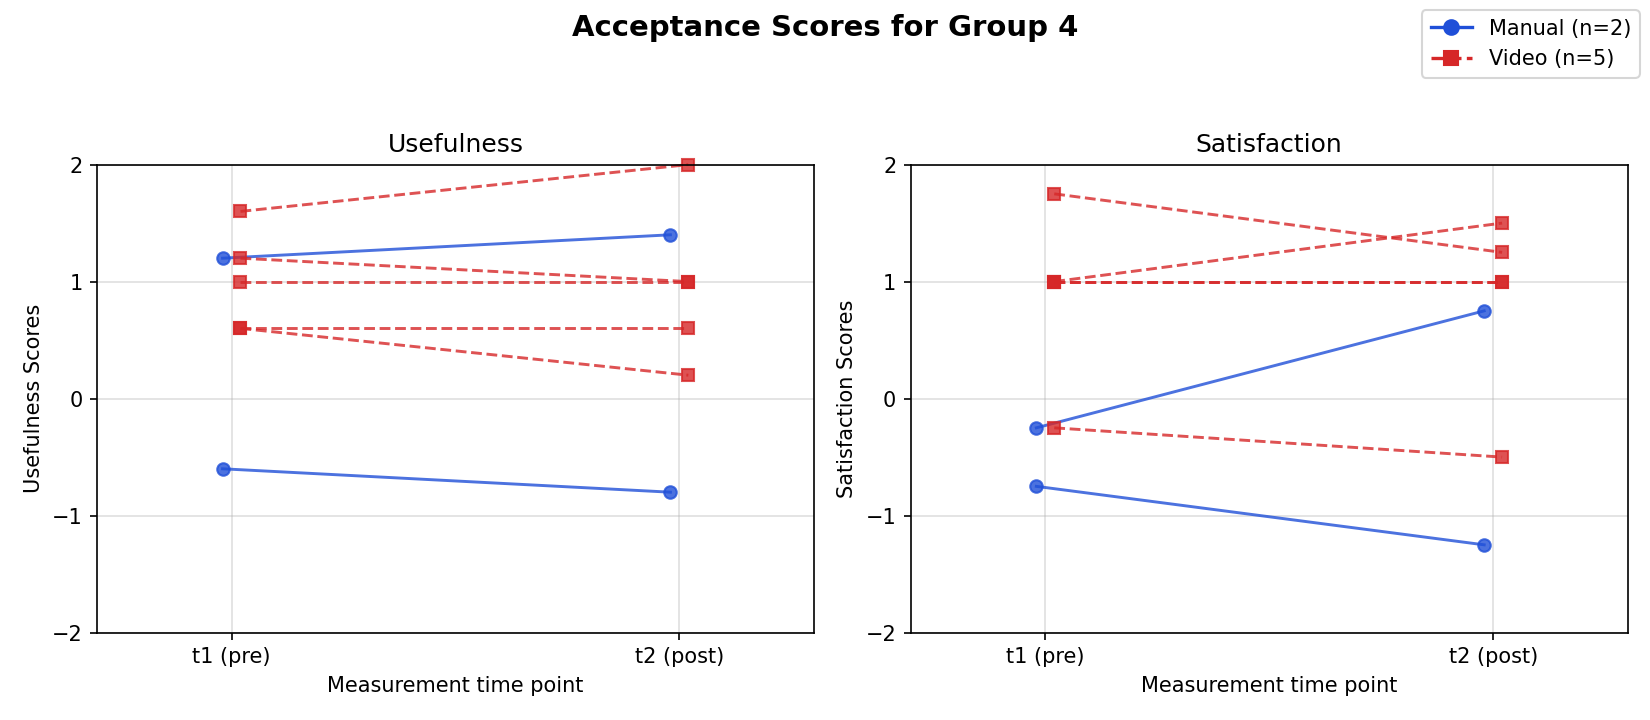 Acceptance Scores for Group 4
Manual (n=2)
Video (n=5)
Usefulness
Usefulness Scores
2
1
0
−1
−2
t1 (pre)
t2 (post)
Measurement time point
Satisfaction
Satisfaction Scores
2
1
0
−1
−2
t1 (pre)
t2 (post)
Measurement time point